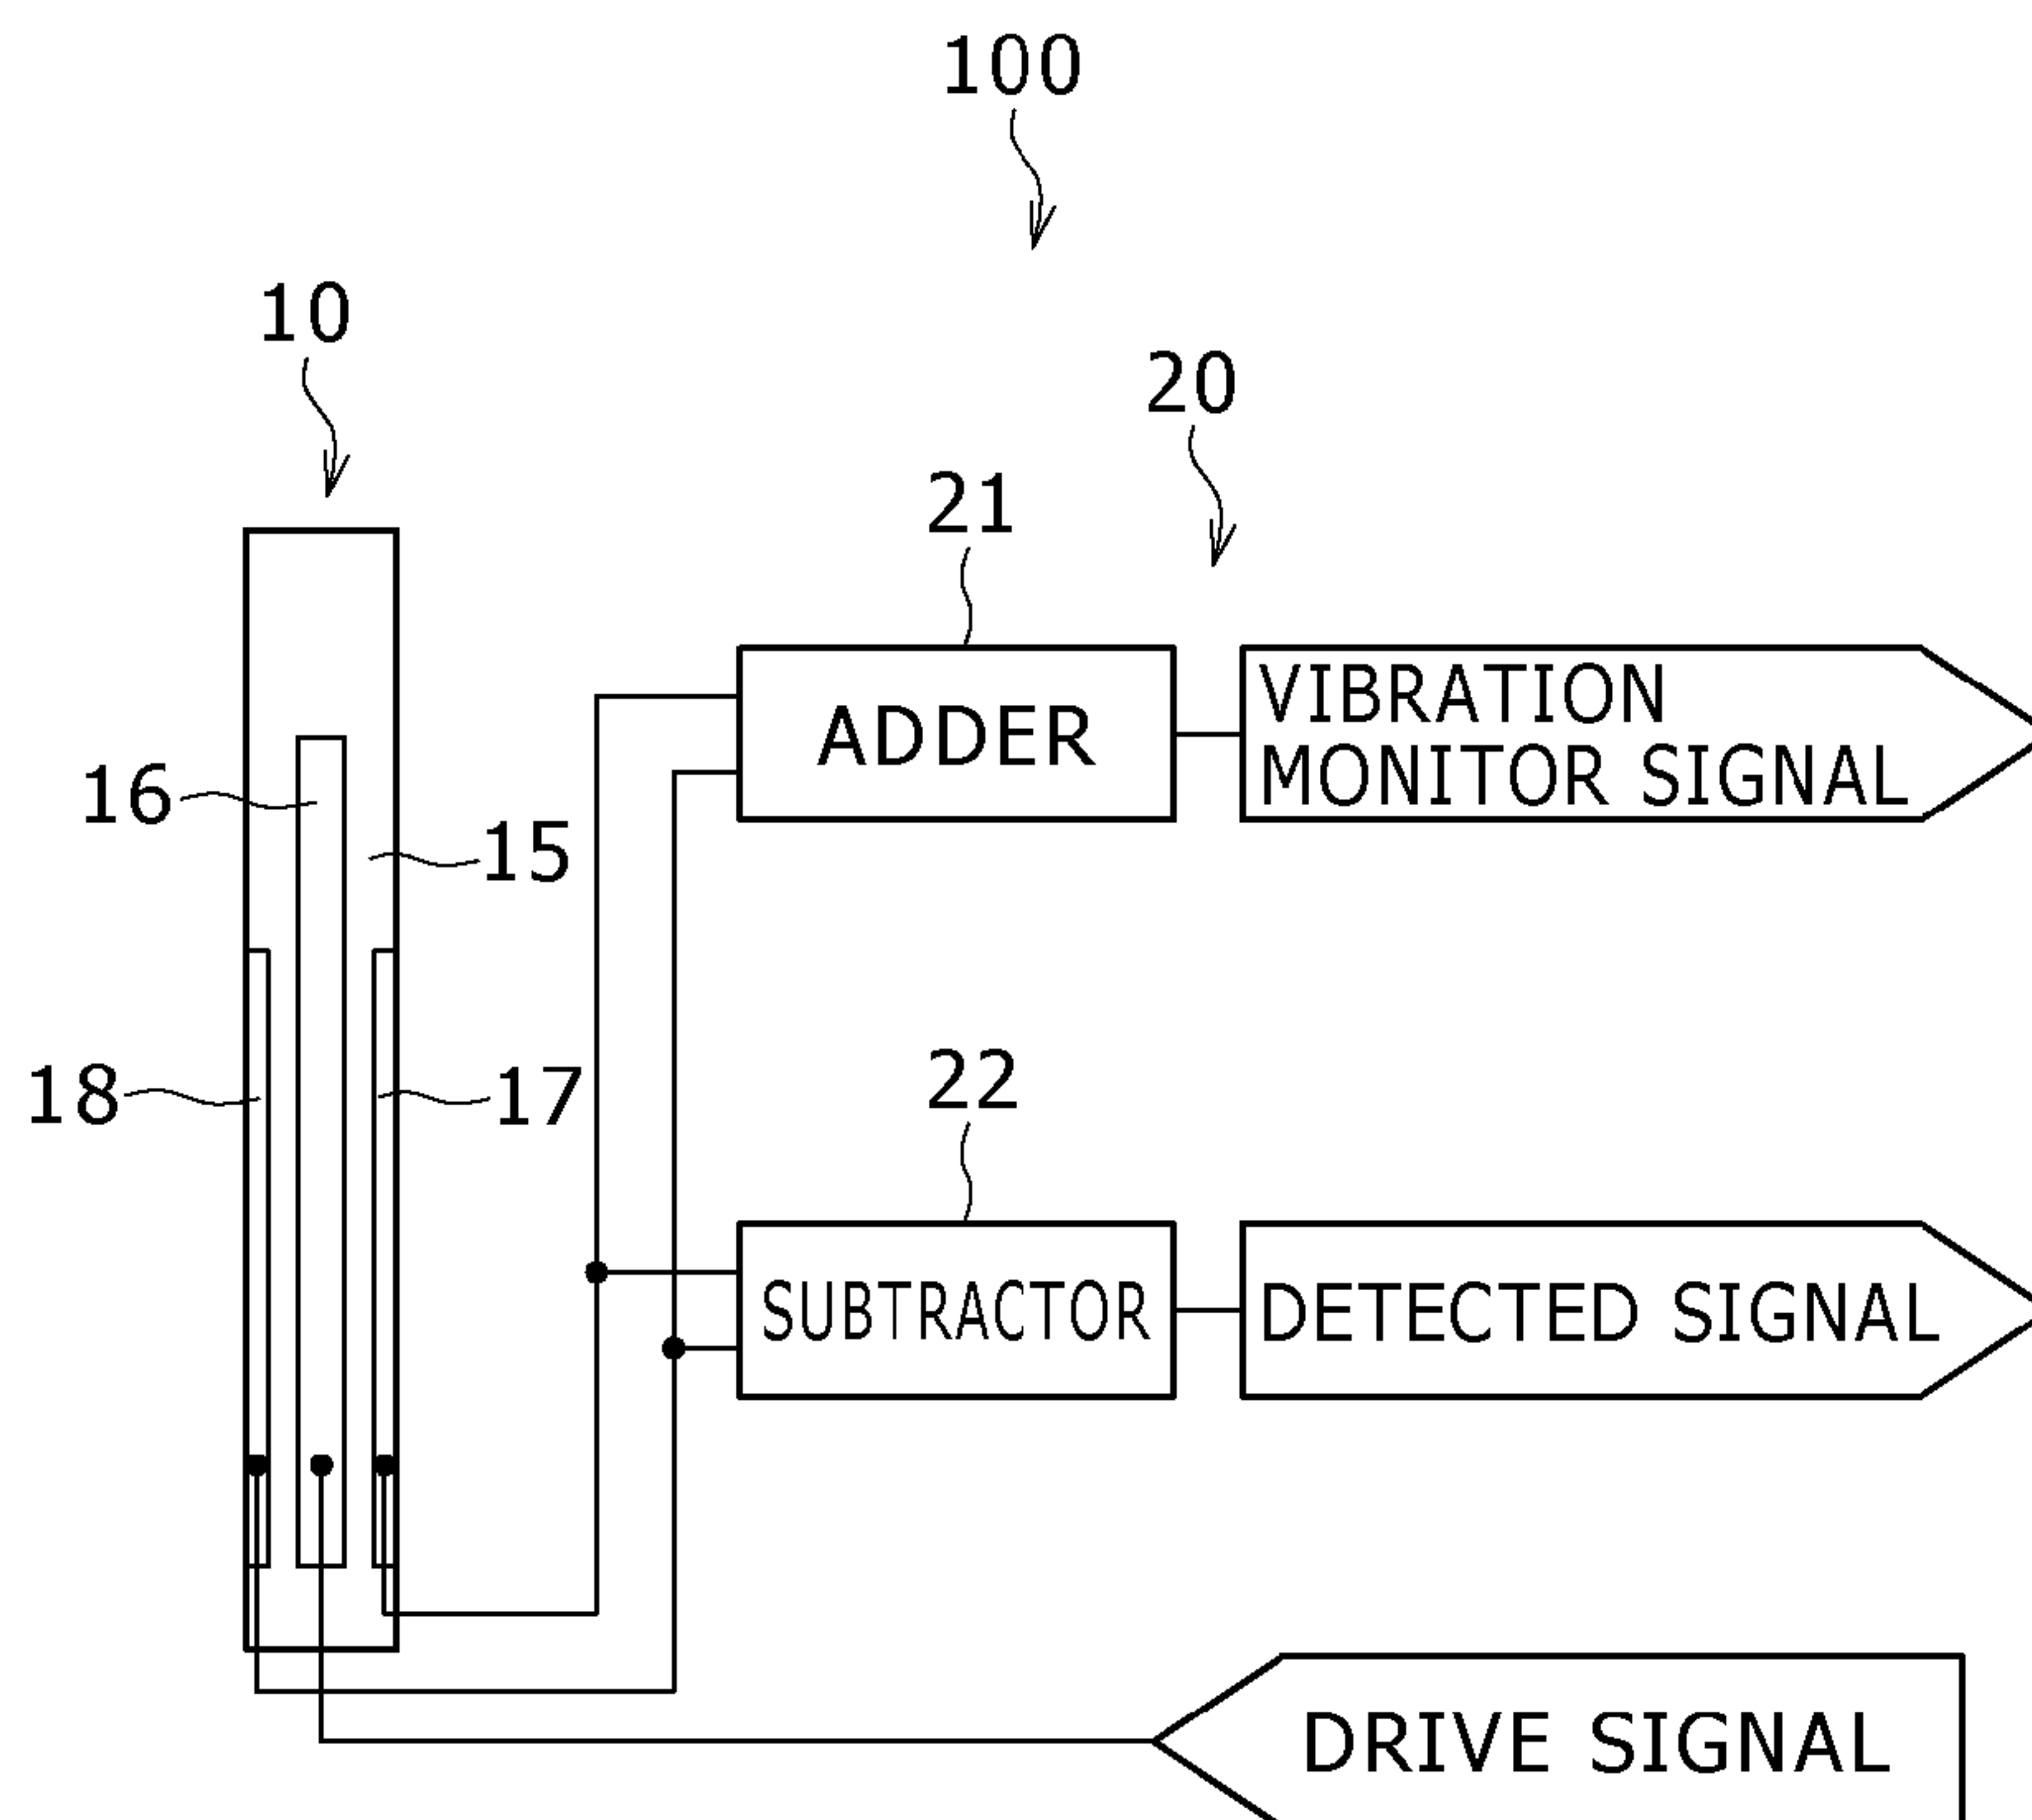 100
10
20
21
VIBRATION
MONITOR SIGNAL
ADDER
16
15
18
17
22
SUBTRACTOR
DETECTED SIGNAL
DRIVE SIGNAL